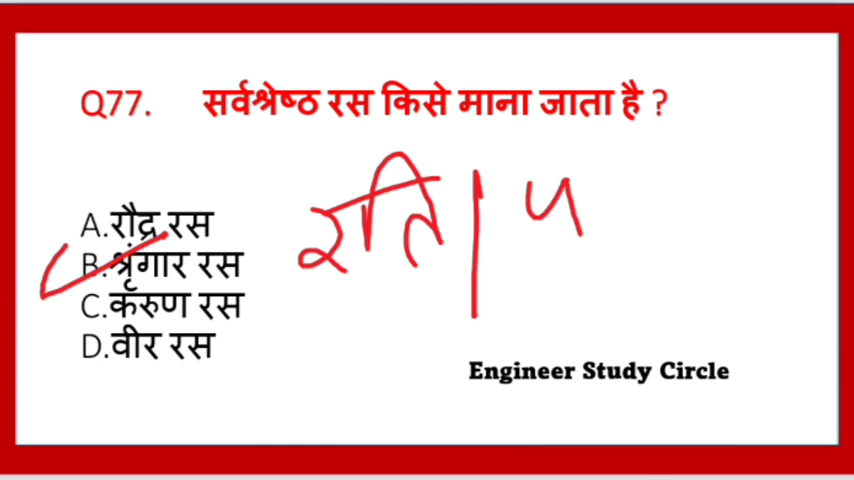 Q77. सर्वश्रेष्ठ रस किसे माना जाता है ?
A.रौद्र रस
B.श्रृंगार रस
C.करुण रस
D.वीर रस
रति | प
Engineer Study Circle